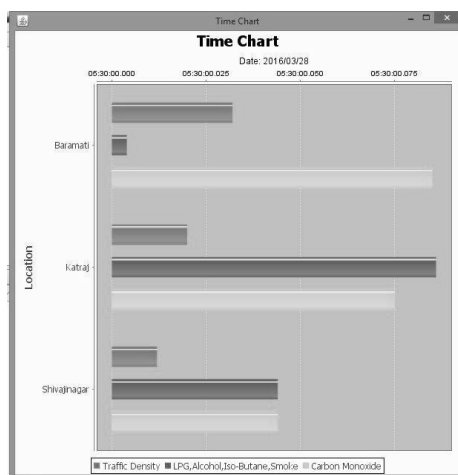 Time Chart
Time Chart
Date: 2016/03/28
05:30:00.000 05:30:00.025 05:30:00.050 05:30:00.075
Baramati
Katraj
Shivajinagar
Location
Traffic Density LPG,Alcohol,Iso-Butane,Smoke Carbon Monoxide